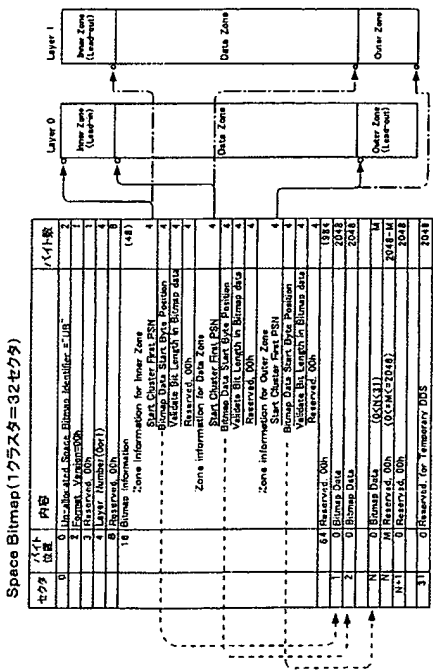 Space Bitmap(1クラスタ=32セクタ)
セクタ バイト位置 内容 バイト数
0 0 Unallocated Space Bitmap Identifier ="UB" 2
2 Format Version=00h 1
3 Reserved, 00h 1
4 Layer Number(0or1) 4
8 Reserved, 00h 8
16 Bitmap Information (48)
Zone Information for Inner Zone
Start Cluster First PSN 4
Bitmap Data Start Byte Position 4
Validate Bit Length in Bitmap data 4
Reserved, 00h 4
Zone Information for Data Zone
Start Cluster First PSN 4
Bitmap Data Start Byte Position 4
Validate Bit Length in Bitmap data 4
Reserved, 00h 4
Zone Information for Outer Zone
Start Cluster First PSN 4
Bitmap Data Start Byte Position 4
Validate Bit Length in Bitmap data 4
Reserved, 00h 4
64 Reserved, 00h 1984
1 0 Bitmap Data 2048
2 0 Bitmap Data 2048
N 0 Bitmap Data (0<N<31) M
N M Reserved, 00h (0<=M<=2048) 2048-M
N+1 0 Reserved, 00h 2048
31 0 Reserved for Temporary DDS 2048
Layer 0
Inner Zone
(Lead-in)
Data Zone
Outer Zone
(Lead-out)
Layer 1
Inner Zone
(Lead-out)
Data Zone
Outer Zone